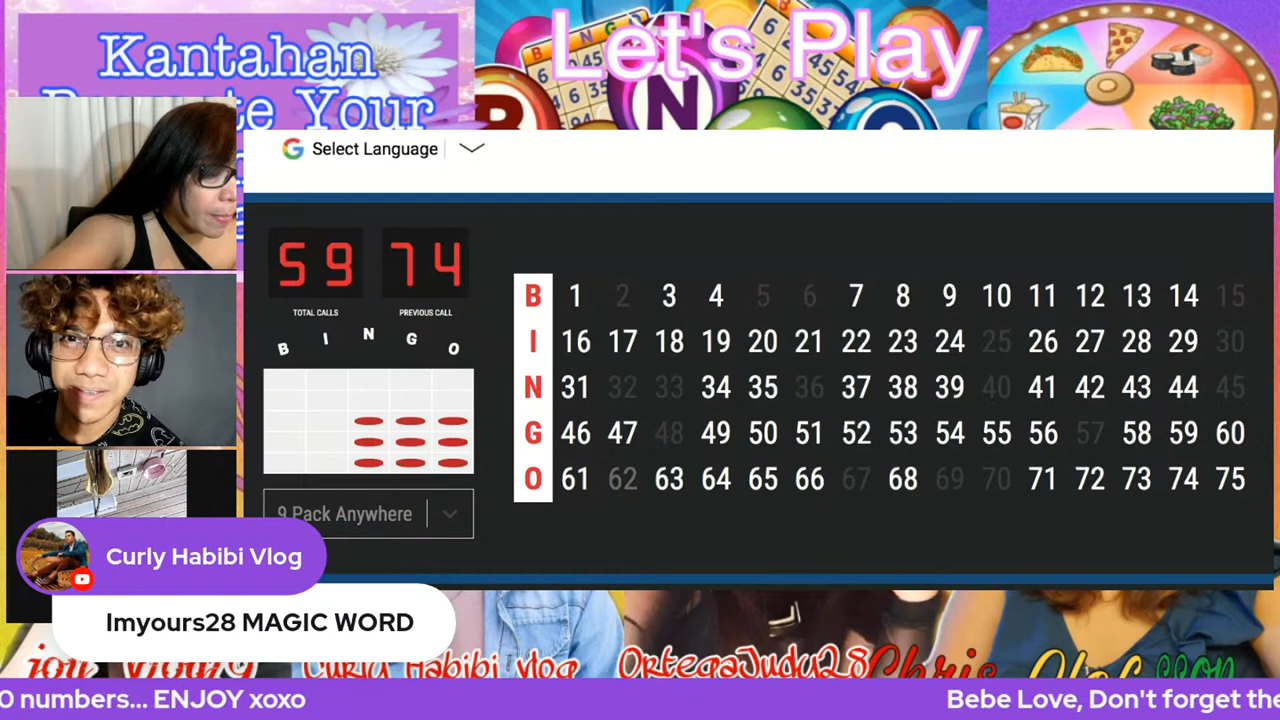 Kantahan
te Your
Let's Play
B
N
Select Language
59 74
TOTAL CALLS PREVIOUS CALL
B I N G O
9 Pack Anywhere
B 1 2 3 4 5 6 7 8 9 10 11 12 13 14 15
I 16 17 18 19 20 21 22 23 24 25 26 27 28 29 30
N 31 32 33 34 35 36 37 38 39 40 41 42 43 44 45
G 46 47 48 49 50 51 52 53 54 55 56 57 58 59 60
O 61 62 63 64 65 66 67 68 69 70 71 72 73 74 75
Curly Habibi Vlog
Imyours28 MAGIC WORD
Curly Habibi vlog
OrtegaJudy28
Chris
0 numbers... ENJOY xoxo
Bebe Love, Don't forget the